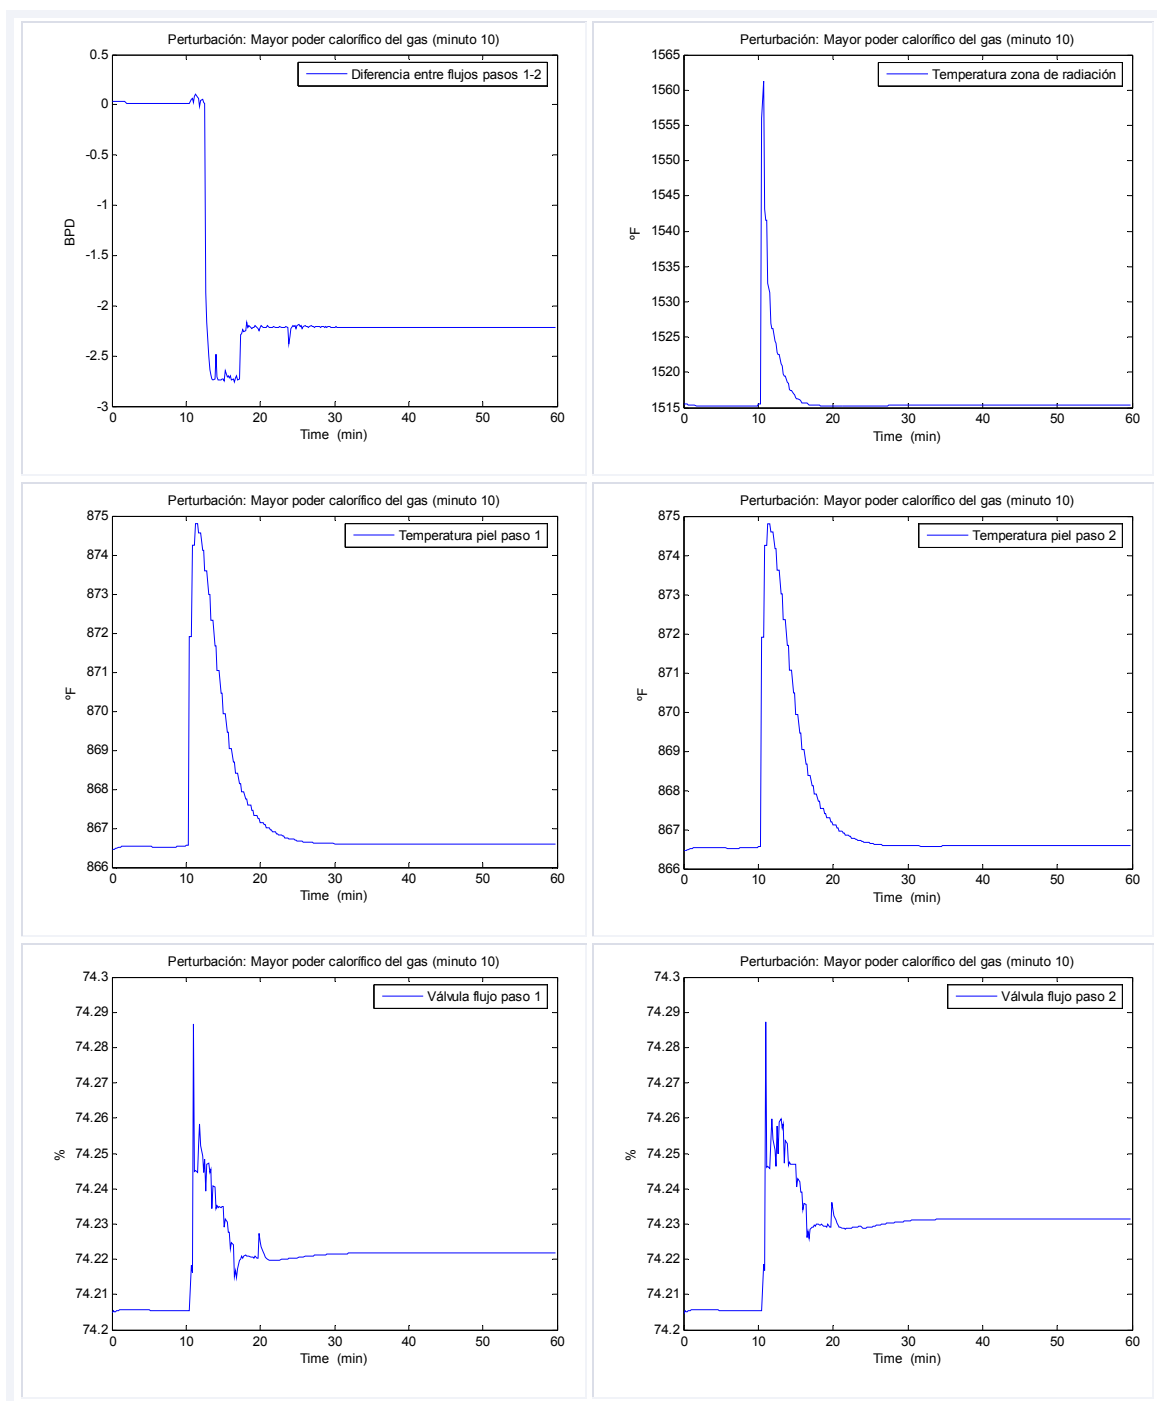 Perturbación: Mayor poder calorífico del gas (minuto 10)
Diferencia entre flujos pasos 1-2
0.5
0
-0.5
-1
-1.5
-2
-2.5
-3
BPD
0 10 20 30 40 50 60
Time (min)
Perturbación: Mayor poder calorífico del gas (minuto 10)
Temperatura zona de radiación
1565
1560
1555
1550
1545
1540
1535
1530
1525
1520
1515
ºF
0 10 20 30 40 50 60
Time (min)
Perturbación: Mayor poder calorífico del gas (minuto 10)
Temperatura piel paso 1
875
874
873
872
871
870
869
868
867
866
ºF
0 10 20 30 40 50 60
Time (min)
Perturbación: Mayor poder calorífico del gas (minuto 10)
Temperatura piel paso 2
875
874
873
872
871
870
869
868
867
866
ºF
0 10 20 30 40 50 60
Time (min)
Perturbación: Mayor poder calorífico del gas (minuto 10)
Válvula flujo paso 1
74.3
74.29
74.28
74.27
74.26
74.25
74.24
74.23
74.22
74.21
74.2
%
0 10 20 30 40 50 60
Time (min)
Perturbación: Mayor poder calorífico del gas (minuto 10)
Válvula flujo paso 2
74.3
74.29
74.28
74.27
74.26
74.25
74.24
74.23
74.22
74.21
74.2
%
0 10 20 30 40 50 60
Time (min)